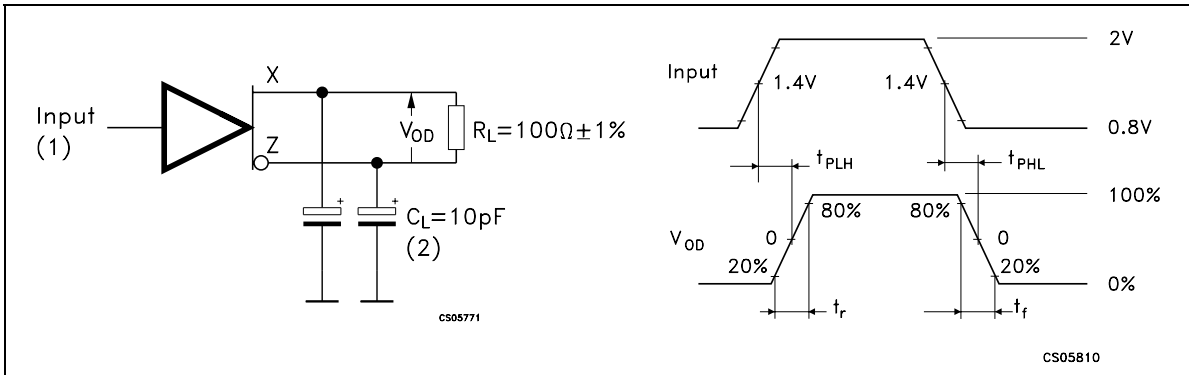 Input
(1)
X
Z
V_OD
R_L=100Ω±1%
+
+
C_L=10pF
(2)
CS05771
Input
1.4V
1.4V
2V
0.8V
t_PLH
t_PHL
V_OD
100%
80%
80%
0
0
20%
20%
0%
t_r
t_f
CS05810